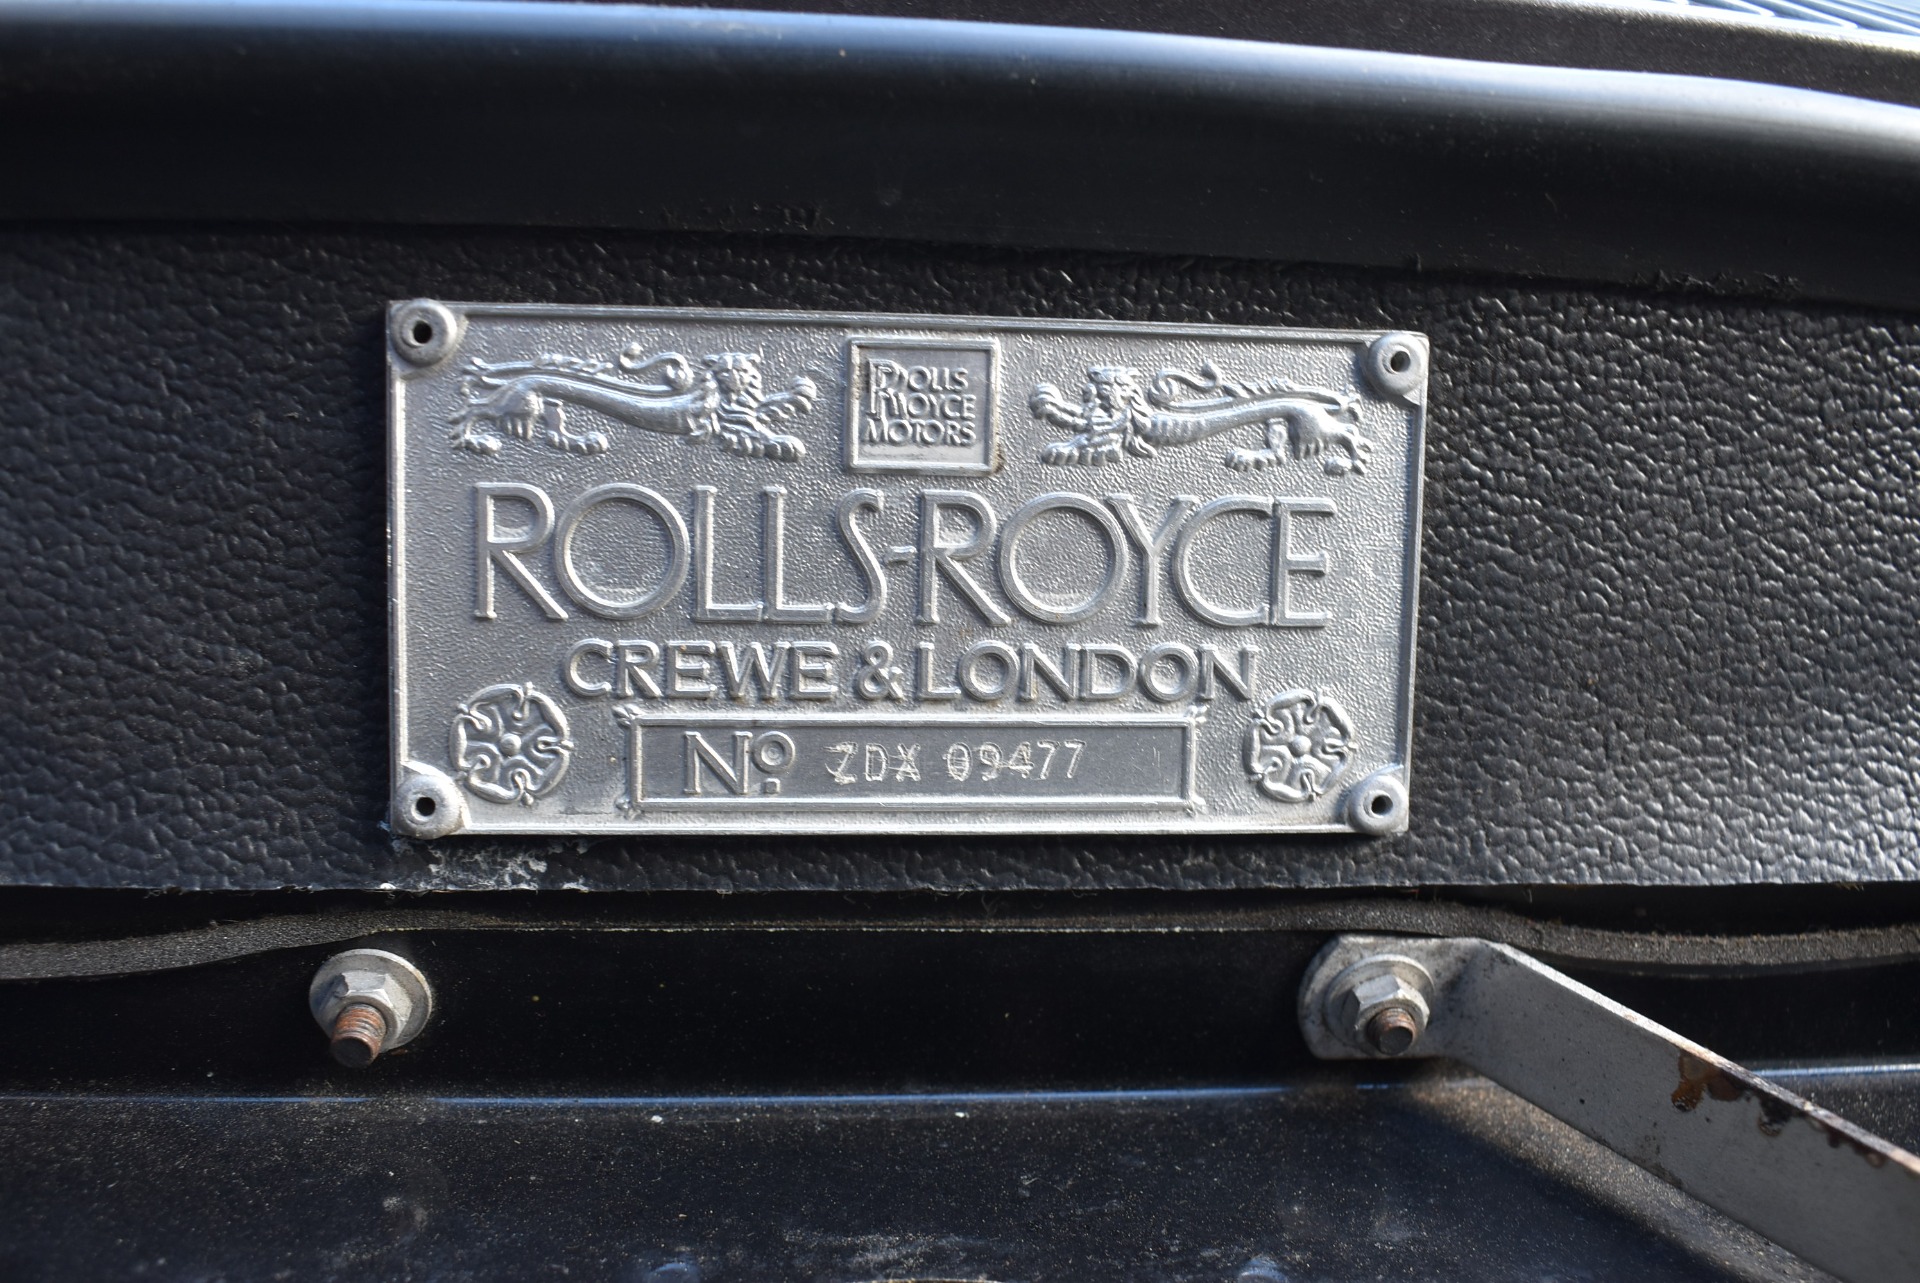 ROLLS
ROYCE
MOTORS
ROLLS-ROYCE
CREWE & LONDON
Nº. ZDX 09477